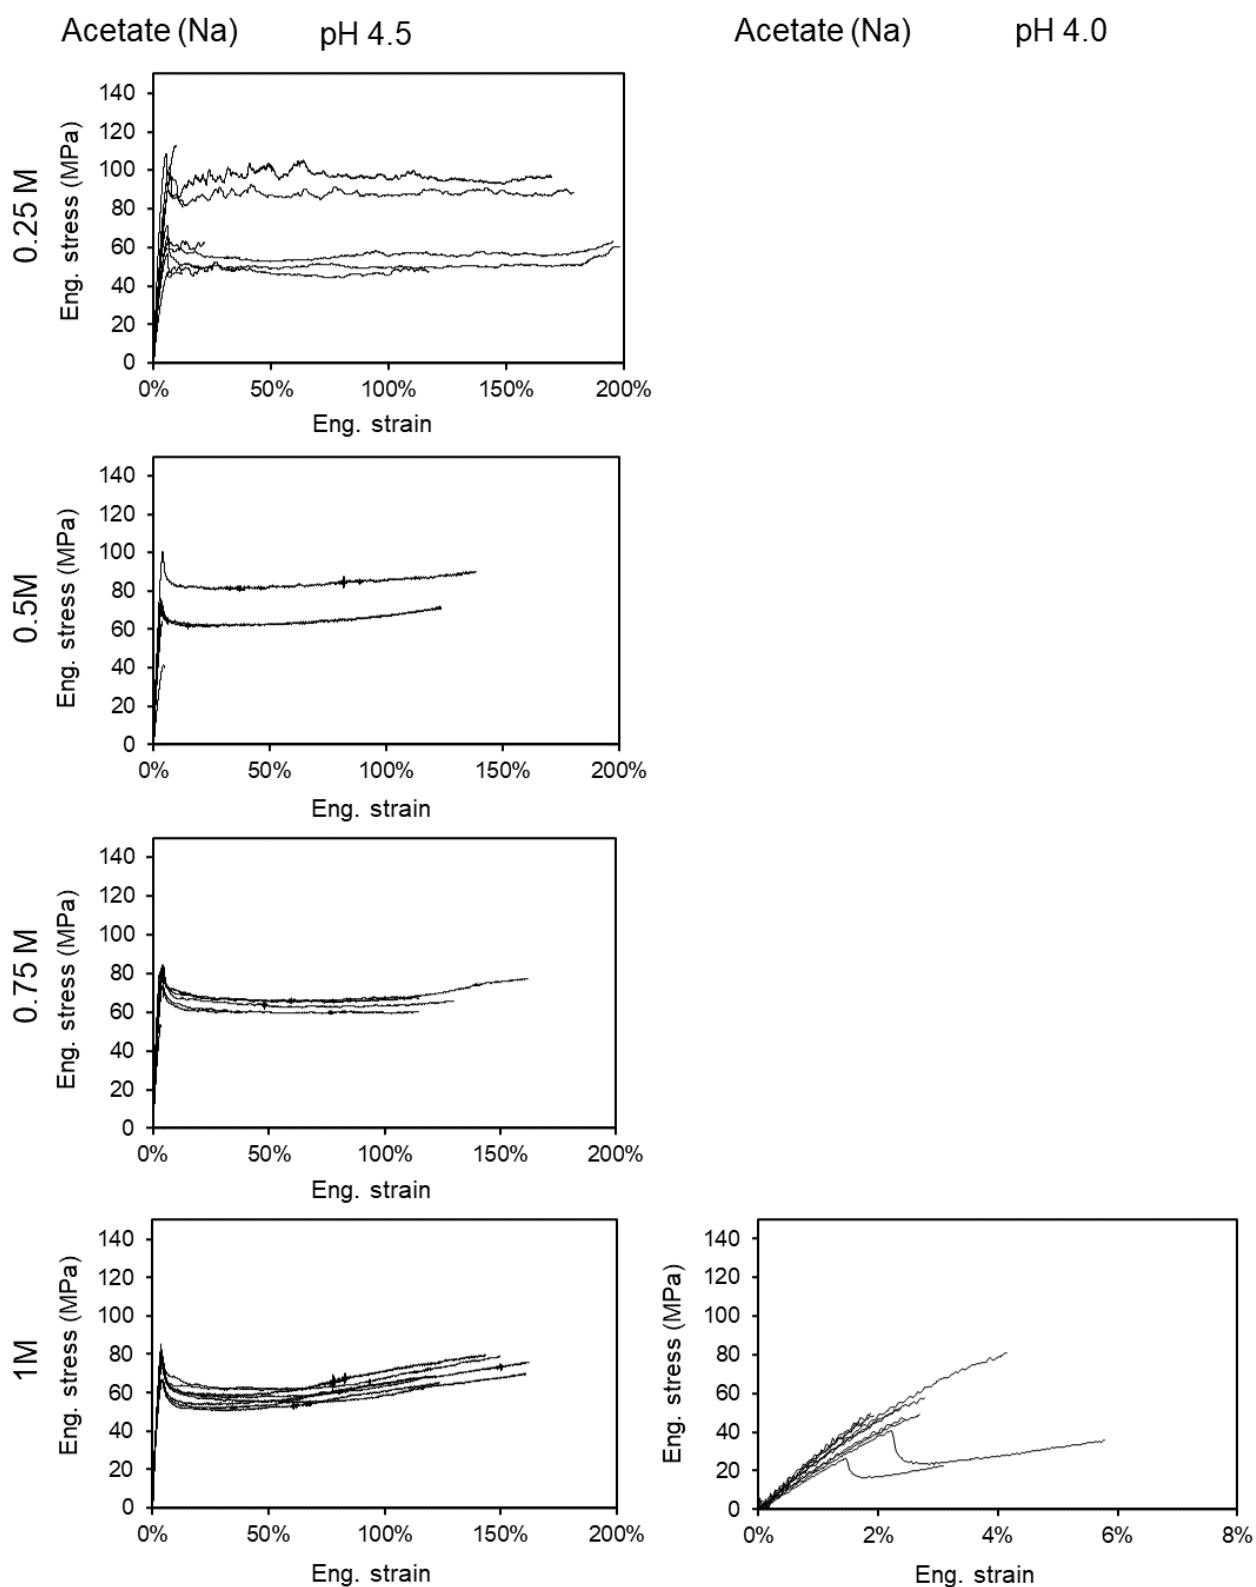 Acetate (Na) pH 4.5 Acetate (Na) pH 4.0
0.25 M
Eng. stress (MPa)
140
120
100
80
60
40
20
0
0% 50% 100% 150% 200%
Eng. strain
0.5M
Eng. stress (MPa)
140
120
100
80
60
40
20
0
0% 50% 100% 150% 200%
Eng. strain
0.75 M
Eng. stress (MPa)
140
120
100
80
60
40
20
0
0% 50% 100% 150% 200%
Eng. strain
1M
Eng. stress (MPa)
140
120
100
80
60
40
20
0
0% 50% 100% 150% 200%
Eng. strain
Eng. stress (MPa)
140
120
100
80
60
40
20
0
0% 2% 4% 6% 8%
Eng. strain